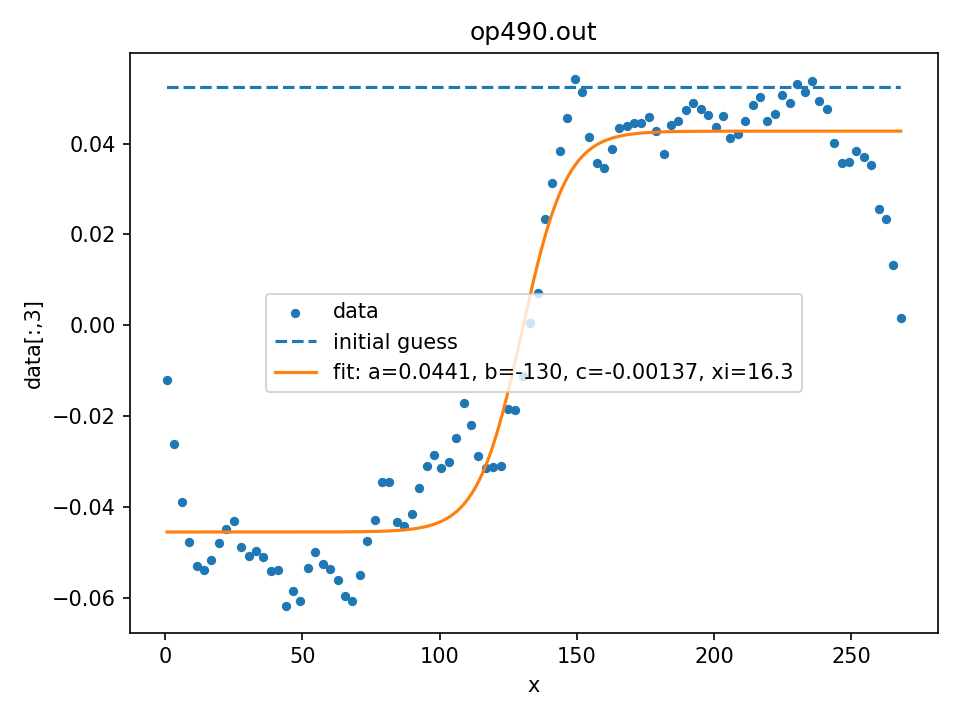 op490.out
0.04
0.02
0.00
−0.02
−0.04
−0.06
data[:,3]
data
initial guess
fit: a=0.0441, b=-130, c=-0.00137, xi=16.3
0
50
100
150
200
250
x